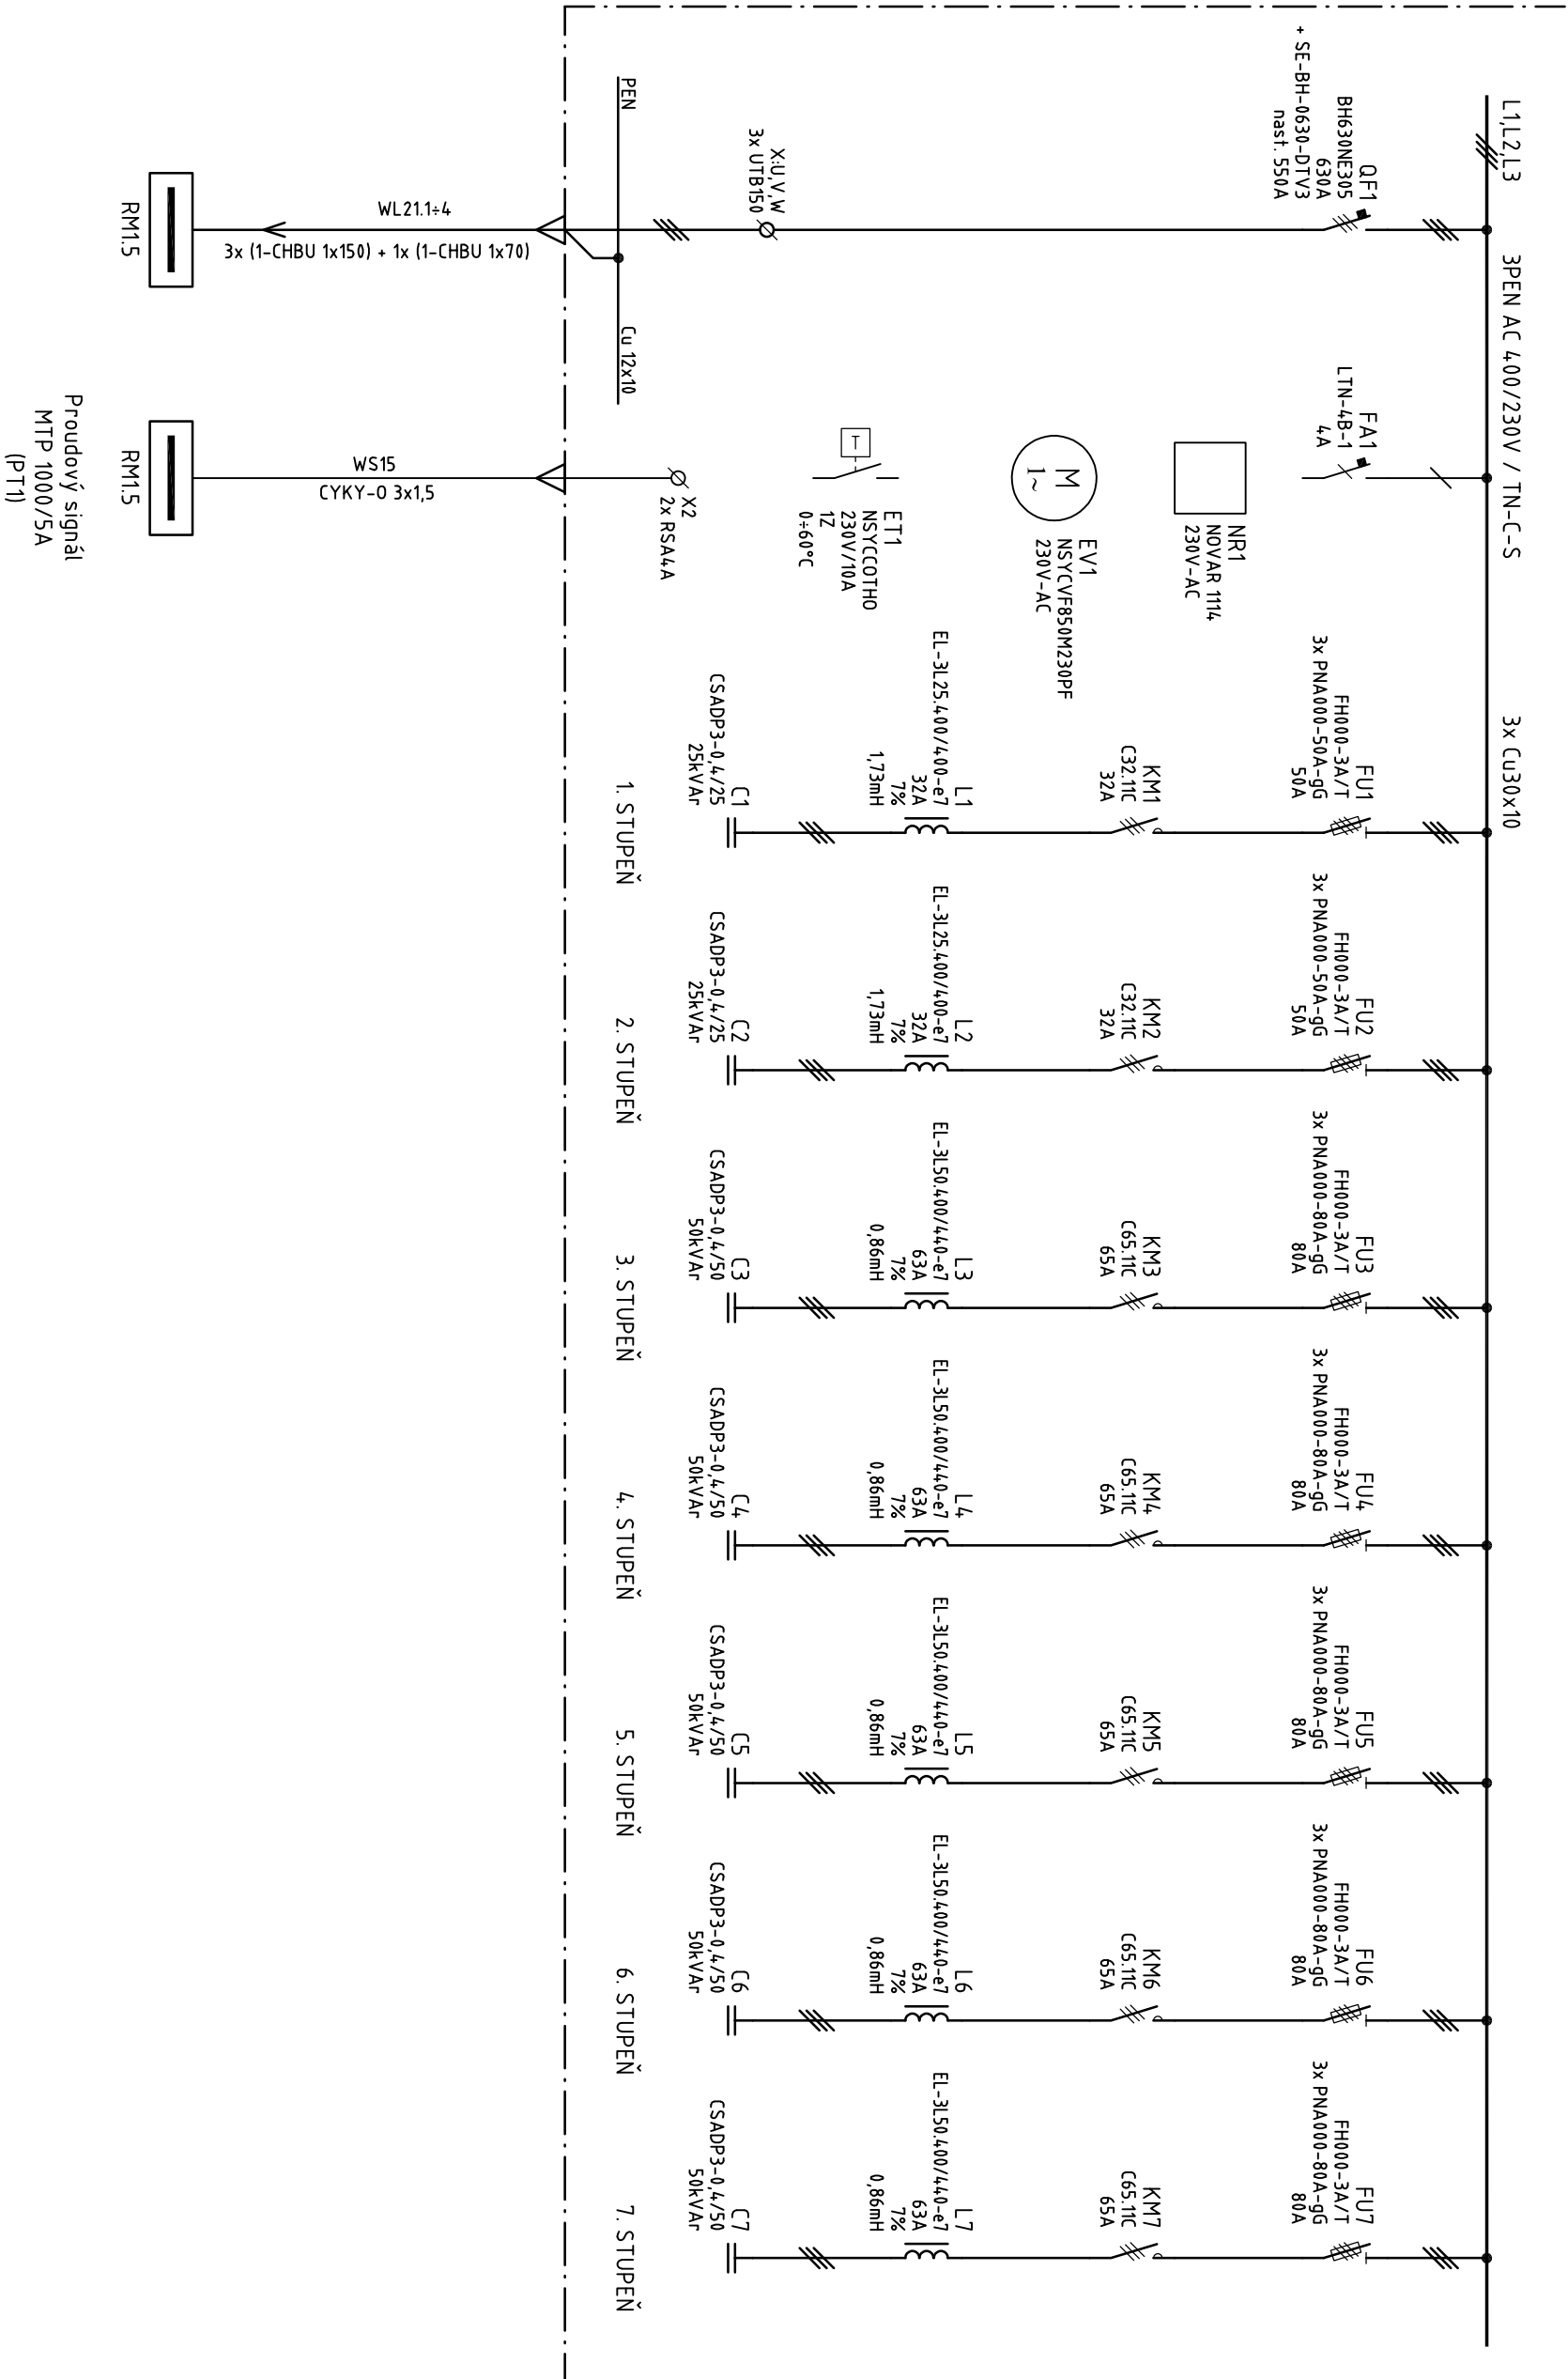 L1,L2,L3
3PEN AC 400/230V / TN-C-S
3x Cu30x10
QF1
BH630NE305
630A
+ SE-BH-0630-DTV3
nast. 550A
X:U,V,W
3x UTB150
PEN
Cu 12x10
WL21.1÷4
3x (1-CHBU 1x150) + 1x (1-CHBU 1x70)
RM1.5
FA1
LTN-4B-1
4A
NR1
NOVAR 1114
230V-AC
M
1~
EV1
NSYCVF850M230PF
230V-AC
T
ET1
NSYCCOTHO
230V/10A
1Z
0÷60°C
X2
2x RSA4A
WS15
CYKY-O 3x1,5
RM1.5
Proudový signál
MTP 1000/5A
(PT1)
FU1
FH000-3A/T
3x PNA000-50A-gG
50A
KM1
C32.11C
32A
L1
EL-3L25.400/400-e7
32A
7%
1,73mH
C1
CSADP3-0,4/25
25kVAr
1. STUPEŇ
FU2
FH000-3A/T
3x PNA000-50A-gG
50A
KM2
C32.11C
32A
L2
EL-3L25.400/400-e7
32A
7%
1,73mH
C2
CSADP3-0,4/25
25kVAr
2. STUPEŇ
FU3
FH000-3A/T
3x PNA000-80A-gG
80A
KM3
C65.11C
65A
L3
EL-3L50.400/440-e7
63A
7%
0,86mH
C3
CSADP3-0,4/50
50kVAr
3. STUPEŇ
FU4
FH000-3A/T
3x PNA000-80A-gG
80A
KM4
C65.11C
65A
L4
EL-3L50.400/440-e7
63A
7%
0,86mH
C4
CSADP3-0,4/50
50kVAr
4. STUPEŇ
FU5
FH000-3A/T
3x PNA000-80A-gG
80A
KM5
C65.11C
65A
L5
EL-3L50.400/440-e7
63A
7%
0,86mH
C5
CSADP3-0,4/50
50kVAr
5. STUPEŇ
FU6
FH000-3A/T
3x PNA000-80A-gG
80A
KM6
C65.11C
65A
L6
EL-3L50.400/440-e7
63A
7%
0,86mH
C6
CSADP3-0,4/50
50kVAr
6. STUPEŇ
FU7
FH000-3A/T
3x PNA000-80A-gG
80A
KM7
C65.11C
65A
L7
EL-3L50.400/440-e7
63A
7%
0,86mH
C7
CSADP3-0,4/50
50kVAr
7. STUPEŇ